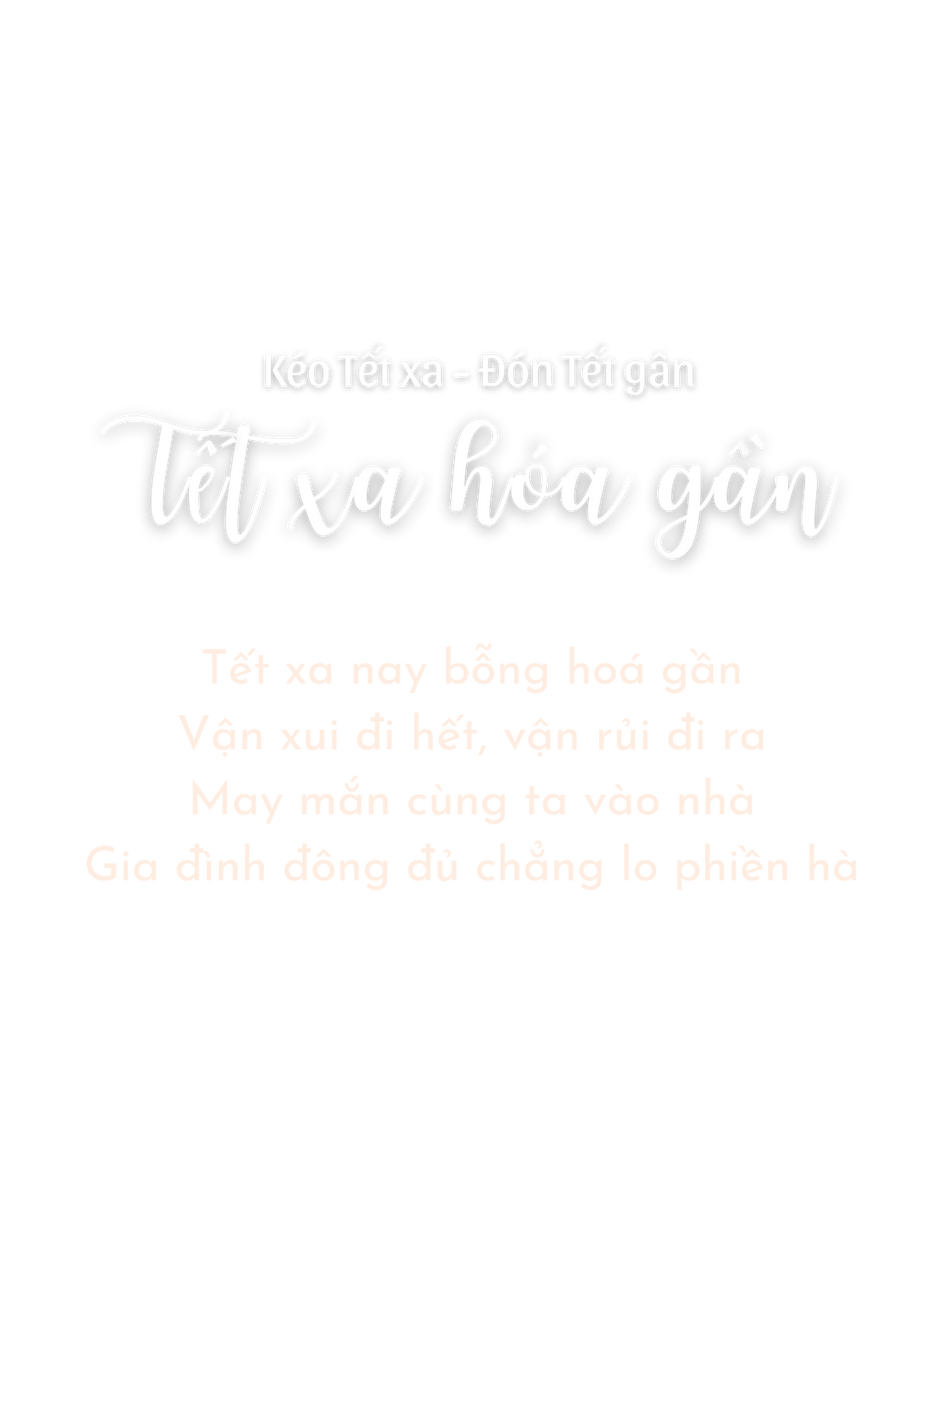 Kéo Tết xa - Đón Tết gần
Tết xa hóa gần
Tết xa nay bỗng hoá gần
Vận xui đi hết, vận rủi đi ra
May mắn cùng ta vào nhà
Gia đình đông đủ chẳng lo phiền hà